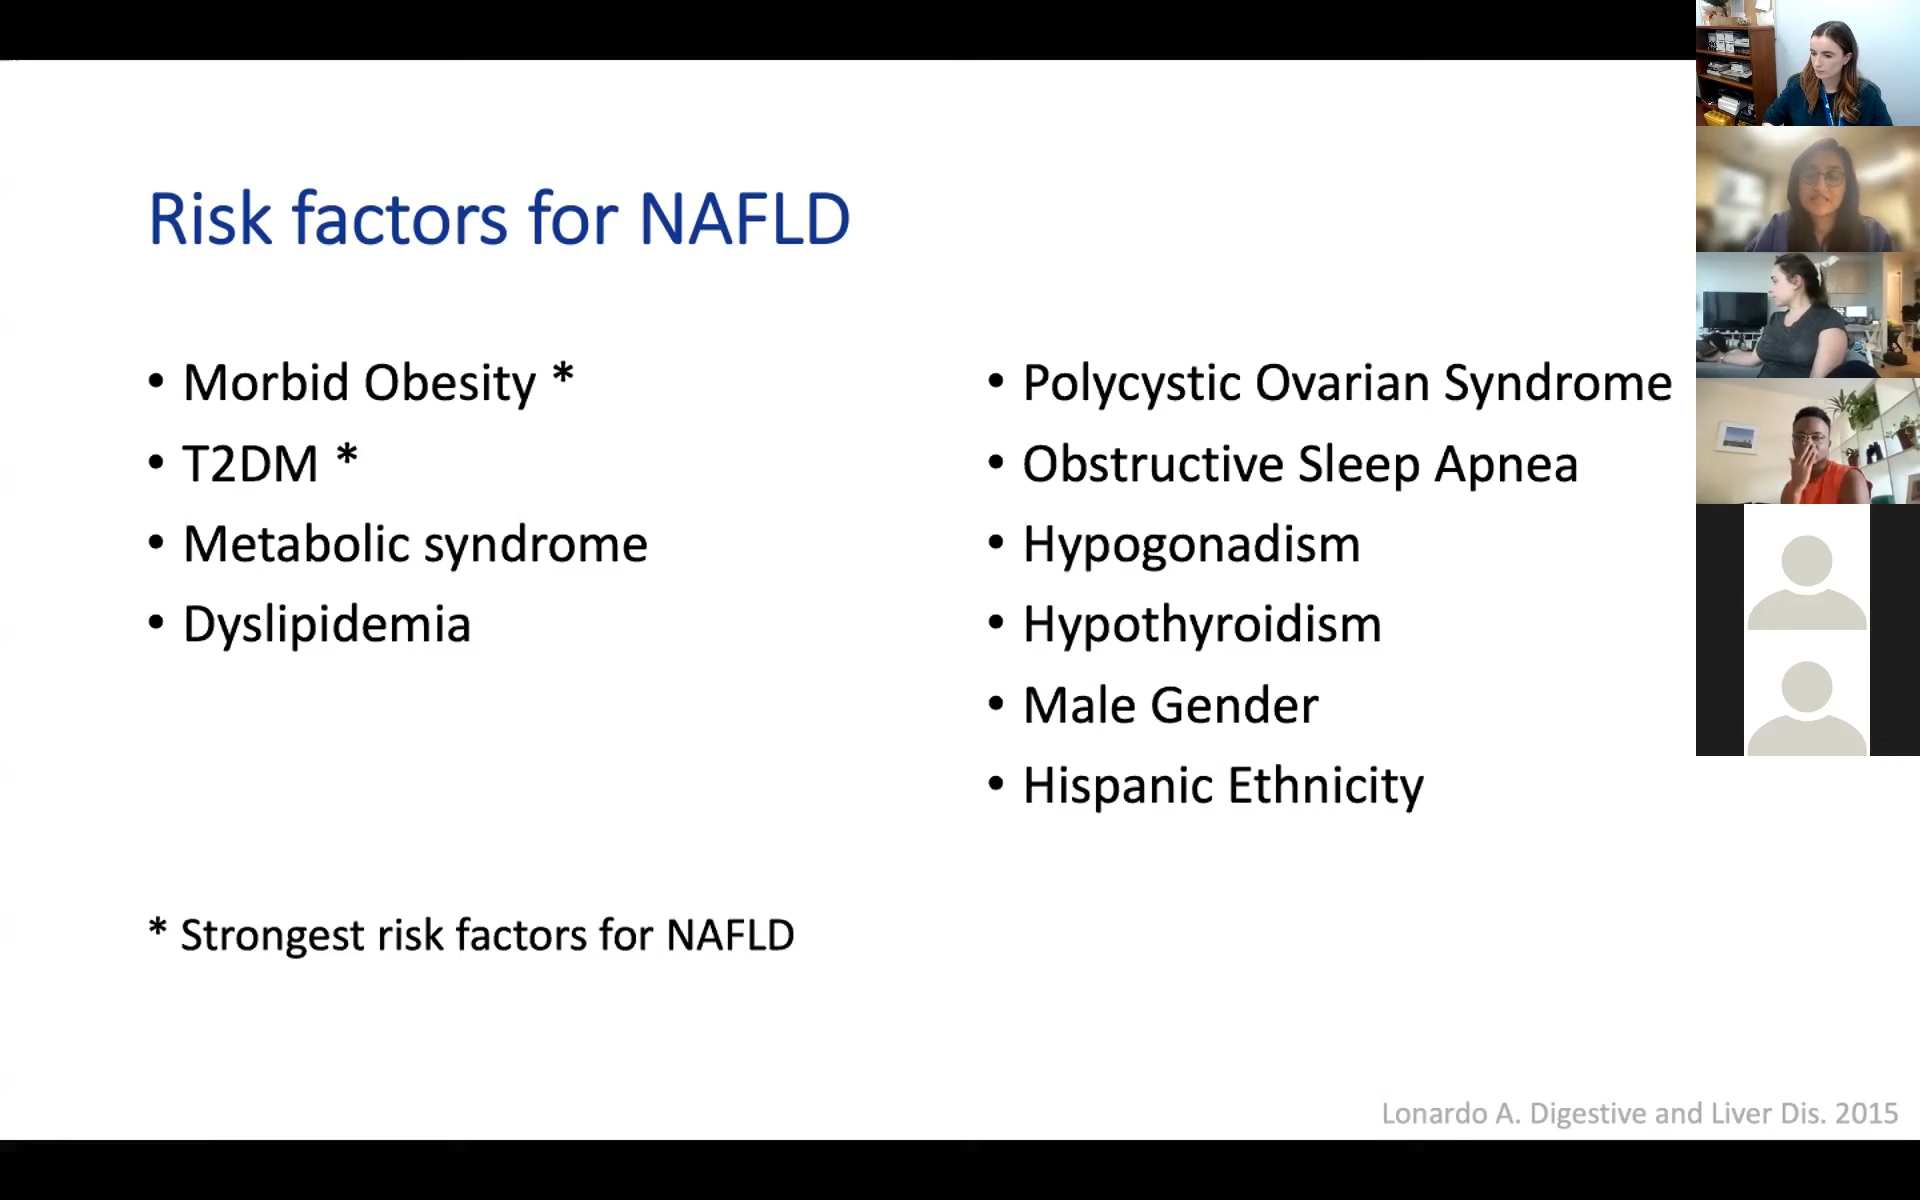 Risk factors for NAFLD
• Morbid Obesity *
• T2DM *
• Metabolic syndrome
• Dyslipidemia
• Polycystic Ovarian Syndrome
• Obstructive Sleep Apnea
• Hypogonadism
• Hypothyroidism
• Male Gender
• Hispanic Ethnicity
* Strongest risk factors for NAFLD
Lonardo A. Digestive and Liver Dis. 2015